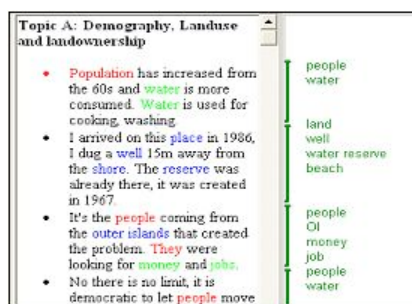 Topic A: Demography, Landuse
and landownership
Population has increased from
the 60s and water is more
consumed. Water is used for
cooking, washing.
I arrived on this place in 1986,
I dug a well 15m away from
the shore. The reserve was
already there, it was created
in 1967.
It's the people coming from
the outer islands that created
the problem. They were
looking for money and jobs.
No there is no limit, it is
democratic to let people move
people
water
land
well
water reserve
beach
people
OI
money
job
people
water